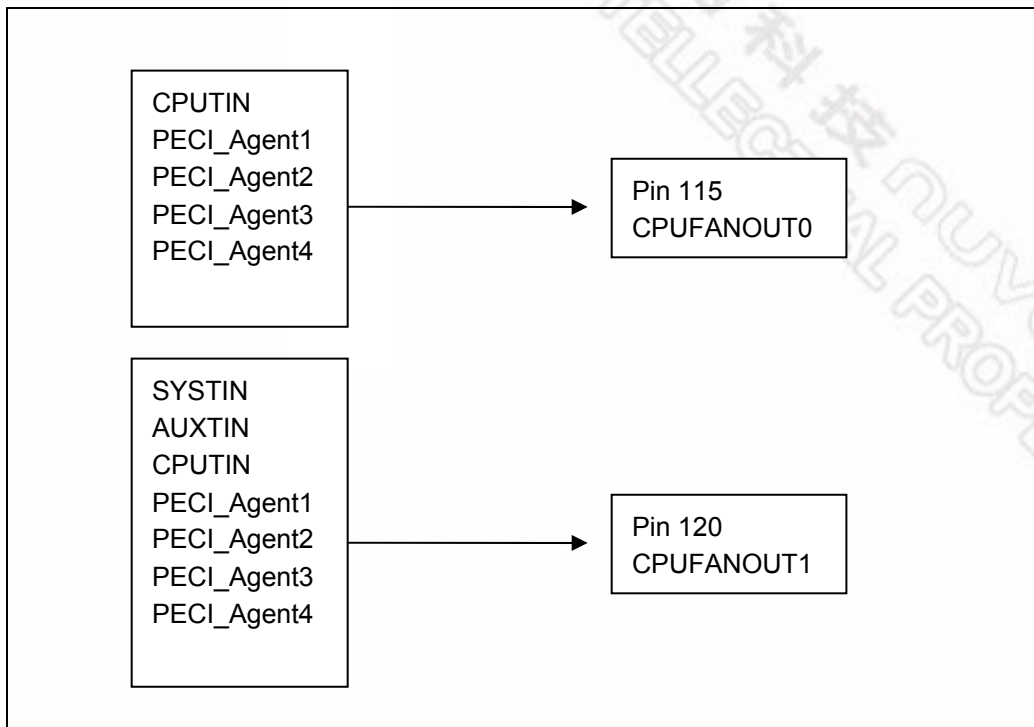 CPUTIN
PECI_Agent1
PECI_Agent2
PECI_Agent3
PECI_Agent4
Pin 115
CPUFANOUT0
SYSTIN
AUXTIN
CPUTIN
PECI_Agent1
PECI_Agent2
PECI_Agent3
PECI_Agent4
Pin 120
CPUFANOUT1